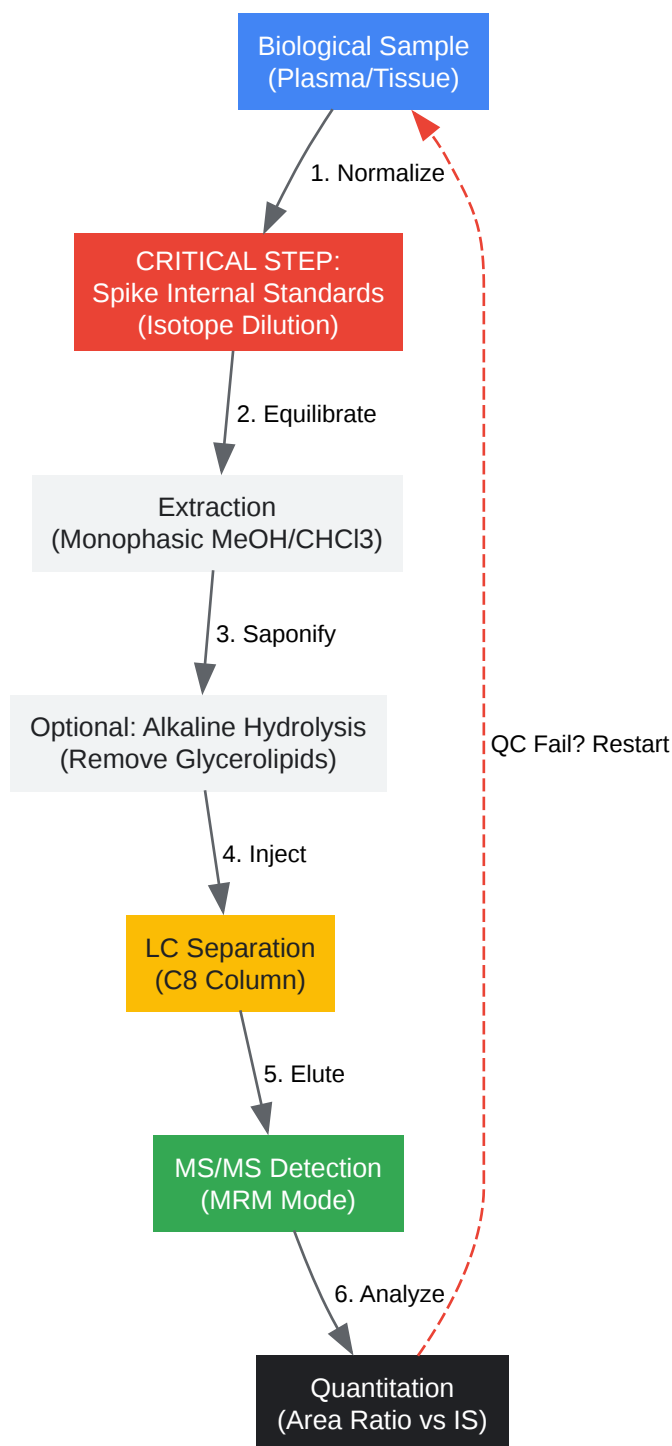 Biological Sample
(Plasma/Tissue)
1. Normalize
CRITICAL STEP:
Spike Internal Standards
(Isotope Dilution)
2. Equilibrate
Extraction
(Monophasic MeOH/CHCl3)
3. Saponify
Optional: Alkaline Hydrolysis
(Remove Glycerolipids)
QC Fail? Restart
4. Inject
LC Separation
(C8 Column)
5. Elute
MS/MS Detection
(MRM Mode)
6. Analyze
Quantitation
(Area Ratio vs IS)